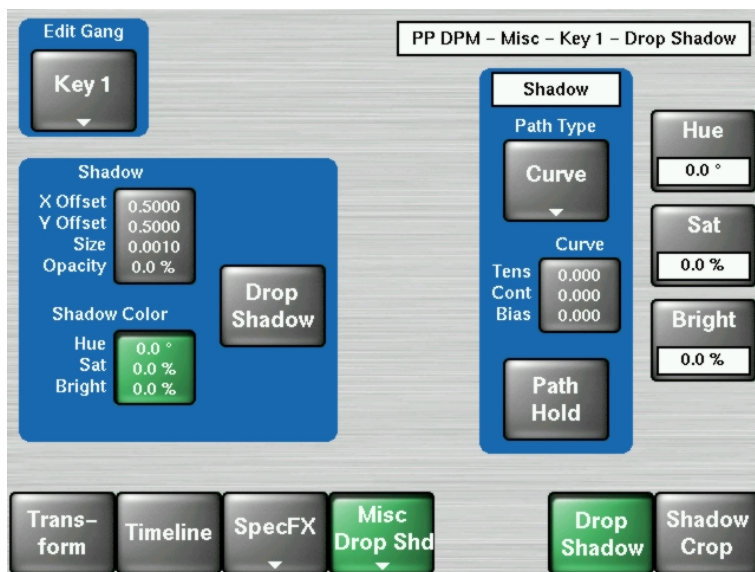 Edit Gang
Key 1
PP DPM – Misc – Key 1 – Drop Shadow
Shadow
X Offset 0.5000
Y Offset 0.5000
Size 0.0010
Opacity 0.0 %
Drop
Shadow
Shadow Color
Hue 0.0 °
Sat 0.0 %
Bright 0.0 %
Shadow
Path Type
Curve
Curve
Tens 0.000
Cont 0.000
Bias 0.000
Path
Hold
Hue
0.0 °
Sat
0.0 %
Bright
0.0 %
Trans–
form
Timeline
SpecFX
Misc
Drop Shd
Drop
Shadow
Shadow
Crop